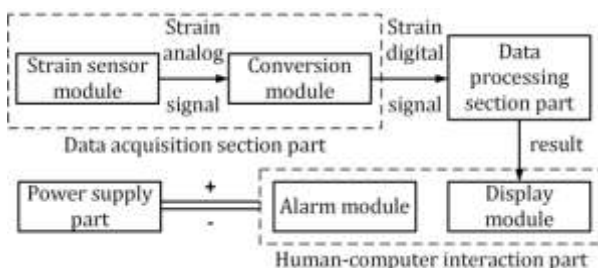 Strain
analog
signal
Strain
digital
signal
Strain sensor
module
Conversion
module
Data
processing
section part
Data acquisition section part
result
Power supply
part
+
-
Alarm module
Display
module
Human-computer interaction part